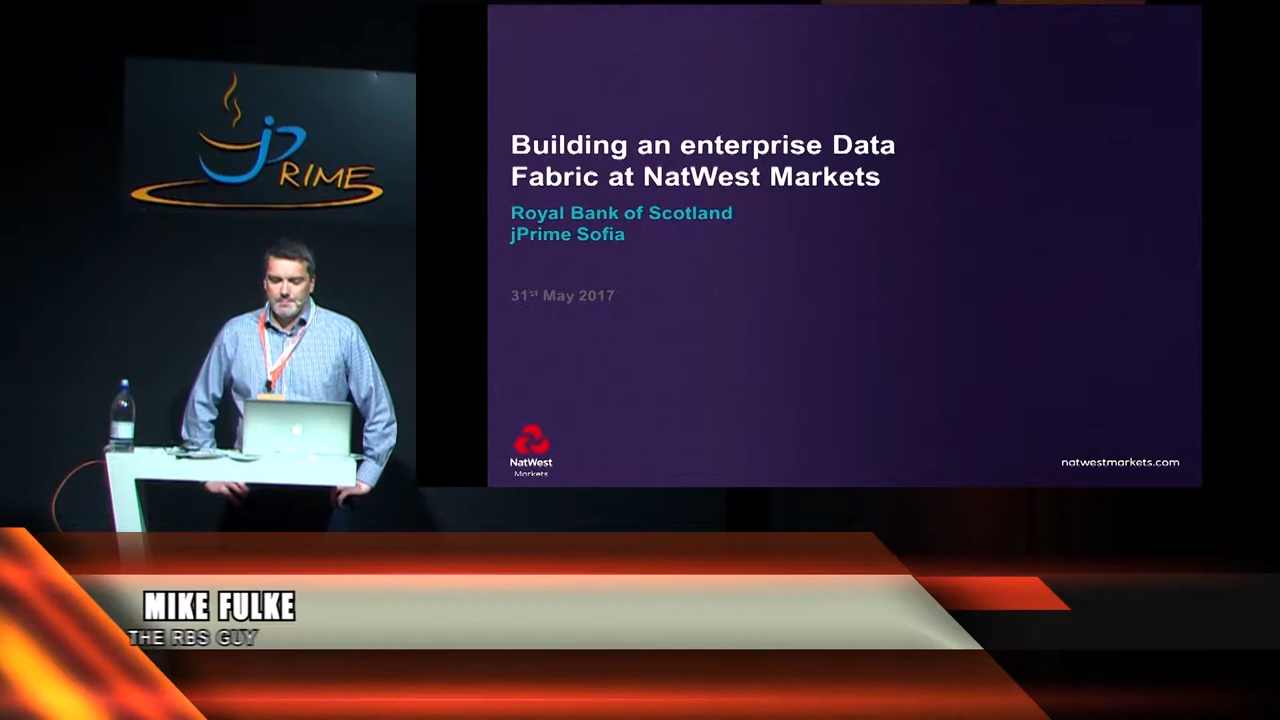 jPRIME
Building an enterprise Data
Fabric at NatWest Markets
Royal Bank of Scotland
jPrime Sofia
31st May 2017
NatWest
Markets
natwestmarkets.com
MIKE FULKE
THE RBS GUY